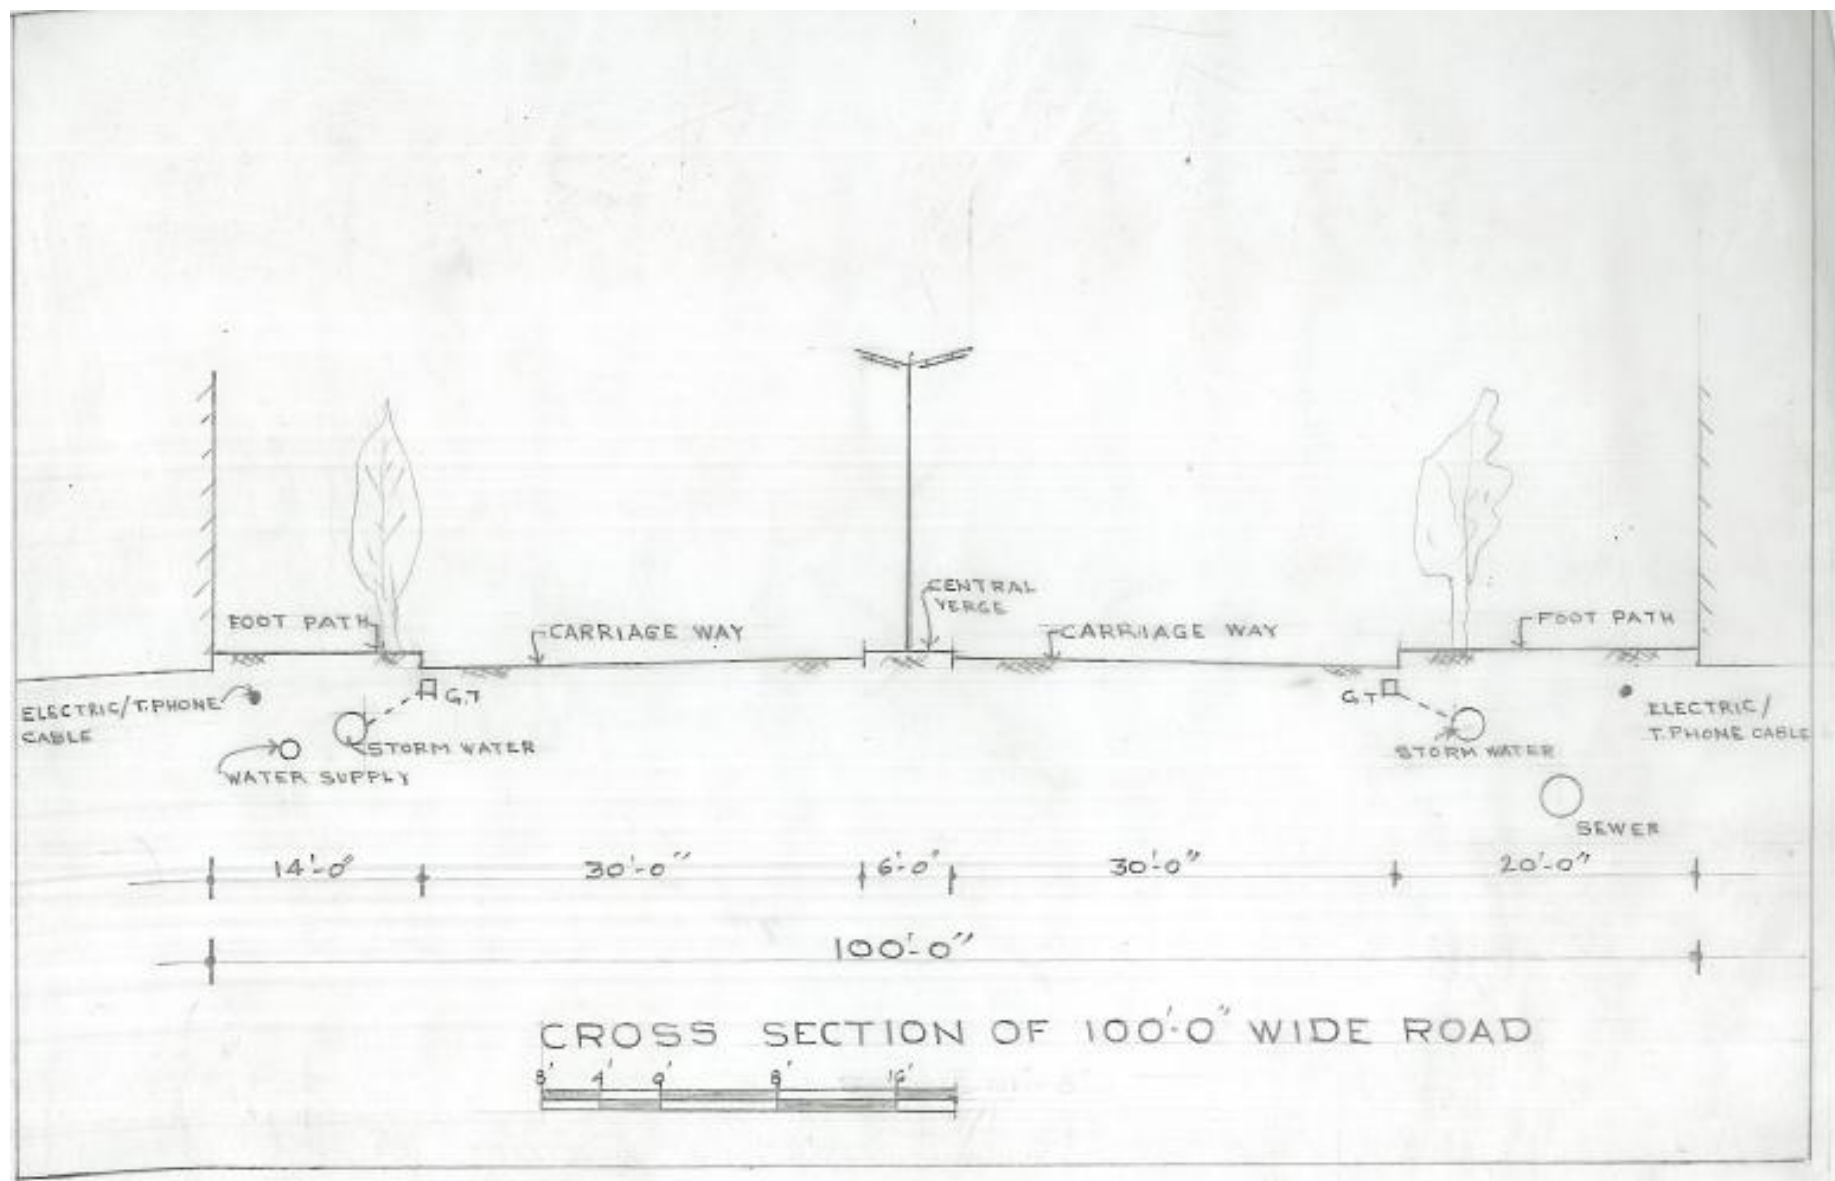 CENTRAL
VERGE
FOOT PATH
CARRIAGE WAY
CARRIAGE WAY
FOOT PATH
ELECTRIC/T.PHONE
CABLE
G.T
STORM WATER
WATER SUPPLY
G.T
STORM WATER
ELECTRIC/
T.PHONE CABLE
SEWER
14'-0" 30'-0" 6'-0" 30'-0" 20'-0"
100'-0"
CROSS SECTION OF 100'-0" WIDE ROAD
8' 4' 0' 8' 16'